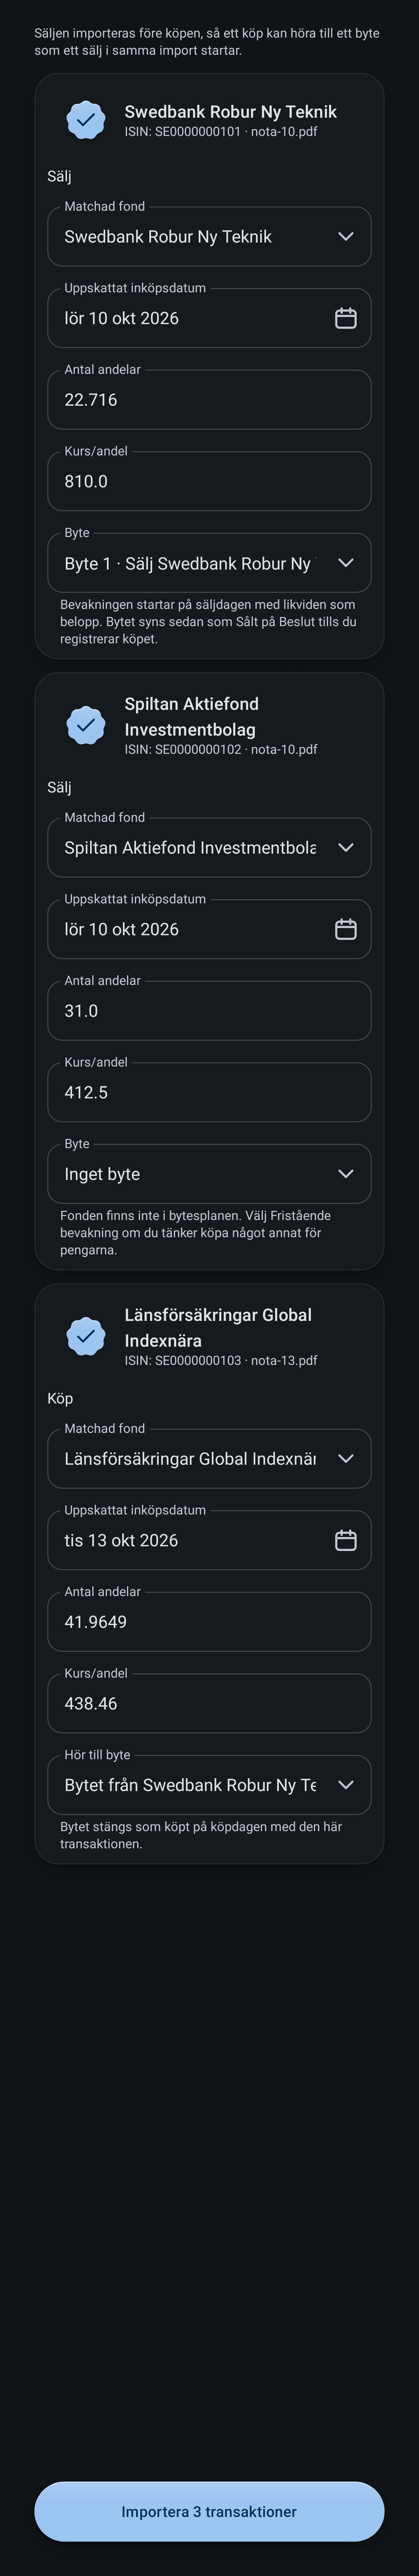 Säljen importeras före köpen, så ett köp kan höra till ett byte
som ett sälj i samma import startar.
Swedbank Robur Ny Teknik
ISIN: SE0000000101 · nota-10.pdf
Sälj
Matchad fond
Swedbank Robur Ny Teknik
Uppskattat inköpsdatum
lör 10 okt 2026
Antal andelar
22.716
Kurs/andel
810.0
Byte
Byte 1 · Sälj Swedbank Robur Ny
Bevakningen startar på säljdagen med likviden som
belopp. Bytet syns sedan som Sålt på Beslut tills du
registrerar köpet.
Spiltan Aktiefond
Investmentbolag
ISIN: SE0000000102 · nota-10.pdf
Sälj
Matchad fond
Spiltan Aktiefond Investmentbola
Uppskattat inköpsdatum
lör 10 okt 2026
Antal andelar
31.0
Kurs/andel
412.5
Byte
Inget byte
Fonden finns inte i bytesplanen. Välj Fristående
bevakning om du tänker köpa något annat för
pengarna.
Länsförsäkringar Global
Indexnära
ISIN: SE0000000103 · nota-13.pdf
Köp
Matchad fond
Länsförsäkringar Global Indexnär
Uppskattat inköpsdatum
tis 13 okt 2026
Antal andelar
41.9649
Kurs/andel
438.46
Hör till byte
Bytet från Swedbank Robur Ny Te
Bytet stängs som köpt på köpdagen med den här
transaktionen.
Importera 3 transaktioner